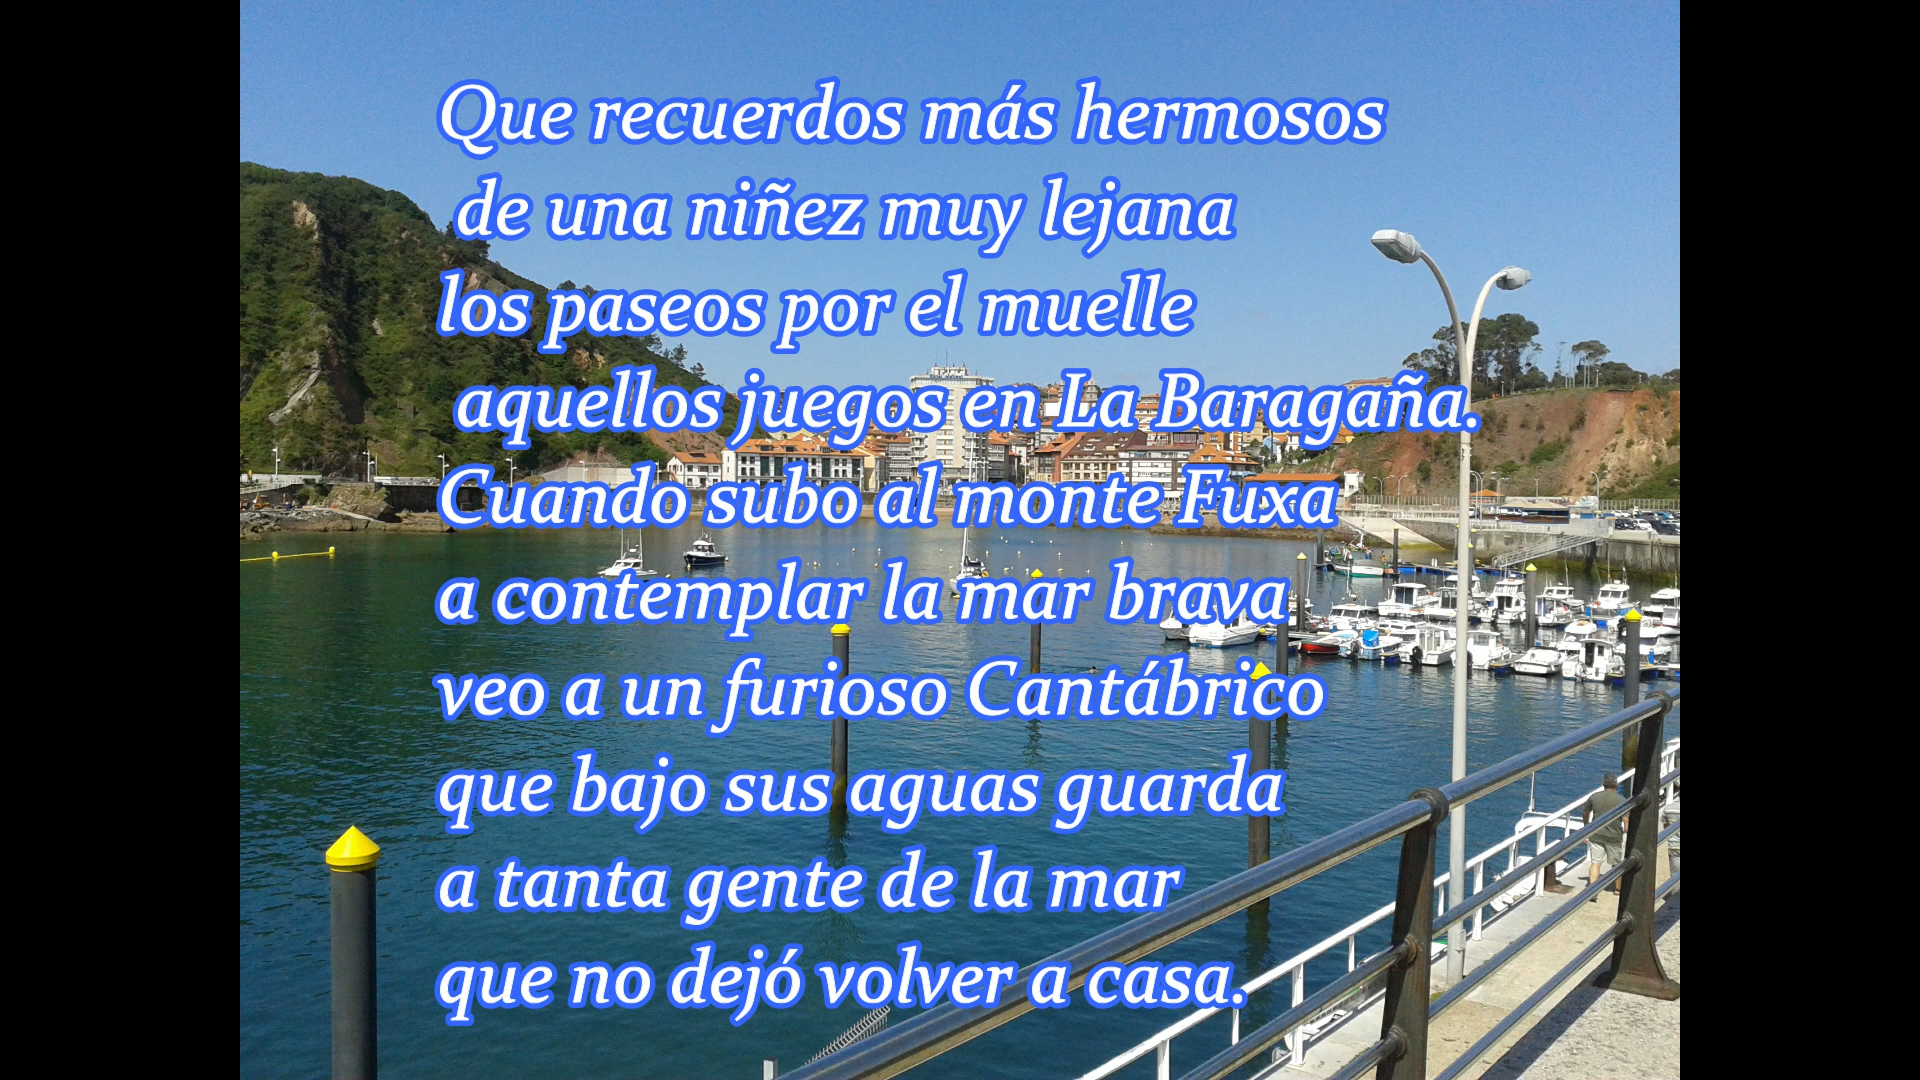 Que recuerdos más hermosos
de una niñez muy lejana
los paseos por el muelle
aquellos juegos en La Baragaña.
Cuando subo al monte Fuxa
a contemplar la mar brava
veo a un furioso Cantábrico
que bajo sus aguas guarda
a tanta gente de la mar
que no dejó volver a casa.